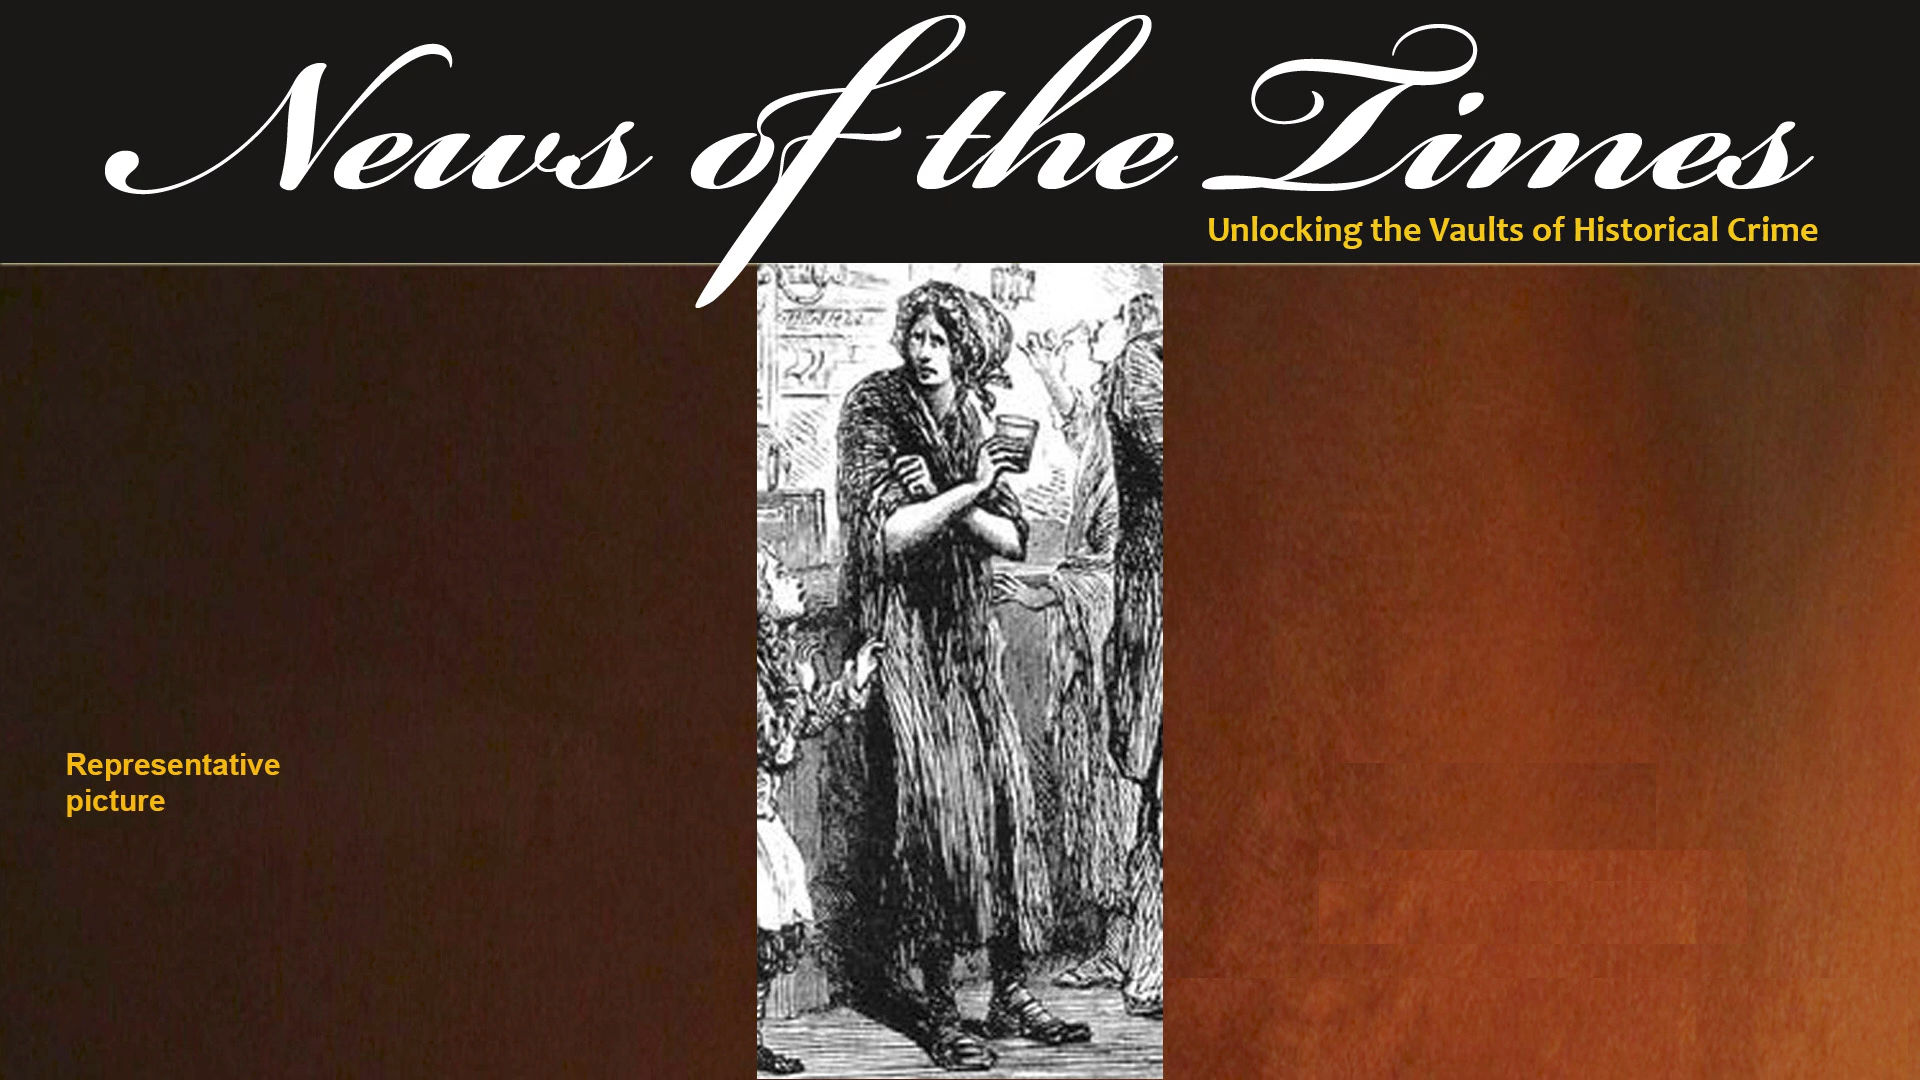 News of the Times
Unlocking the Vaults of Historical Crime
Representative
picture